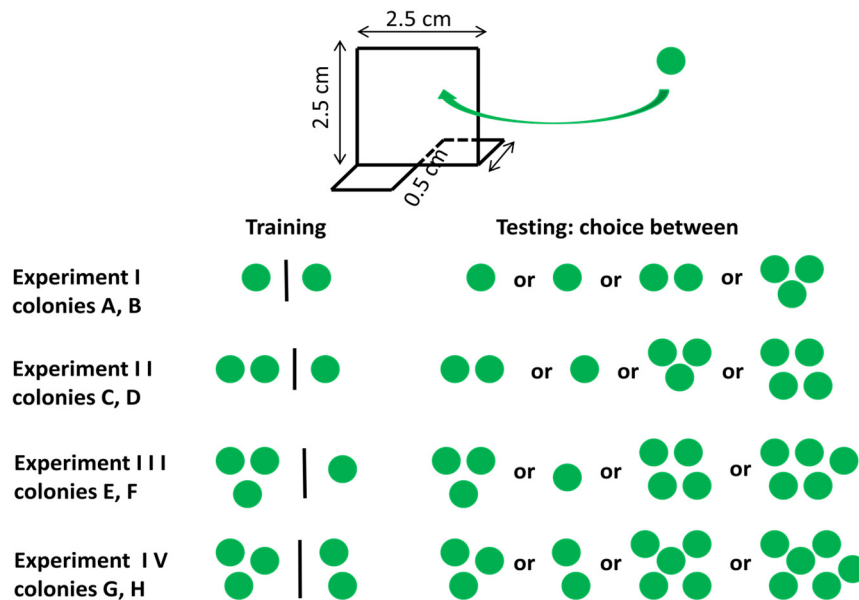 2.5 cm
2.5 cm
0.5 cm
Training Testing: choice between
Experiment I
colonies A, B
or or or
Experiment I I
colonies C, D
or or or
Experiment I I I
colonies E, F
or or or
Experiment I V
colonies G, H
or or or